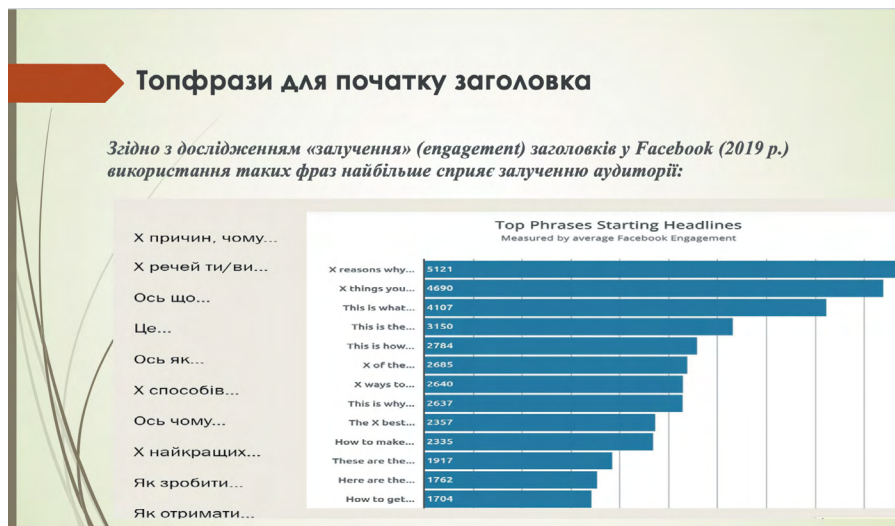 Топфрази для початку заголовка
Згідно з дослідженням «залучення» (engagement) заголовків у Facebook (2019 р.)
використання таких фраз найбільше сприяє залученню аудиторії:
X причин, чому...
X речей ти/ви...
Ось що...
Це...
Ось як...
X способів...
Ось чому...
X найкращих...
Як зробити...
Як отримати...
Top Phrases Starting Headlines
Measured by average Facebook Engagement
X reasons why... 5121
X things you... 4690
This is what... 4107
This is the... 3150
This is how... 2784
X of the... 2685
X ways to... 2640
This is why... 2637
The X best... 2357
How to make... 2335
These are the... 1917
Here are the... 1762
How to get... 1704